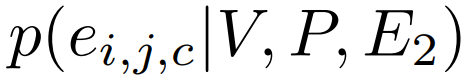 p(e_{i,j,c}|V, P, E_2)